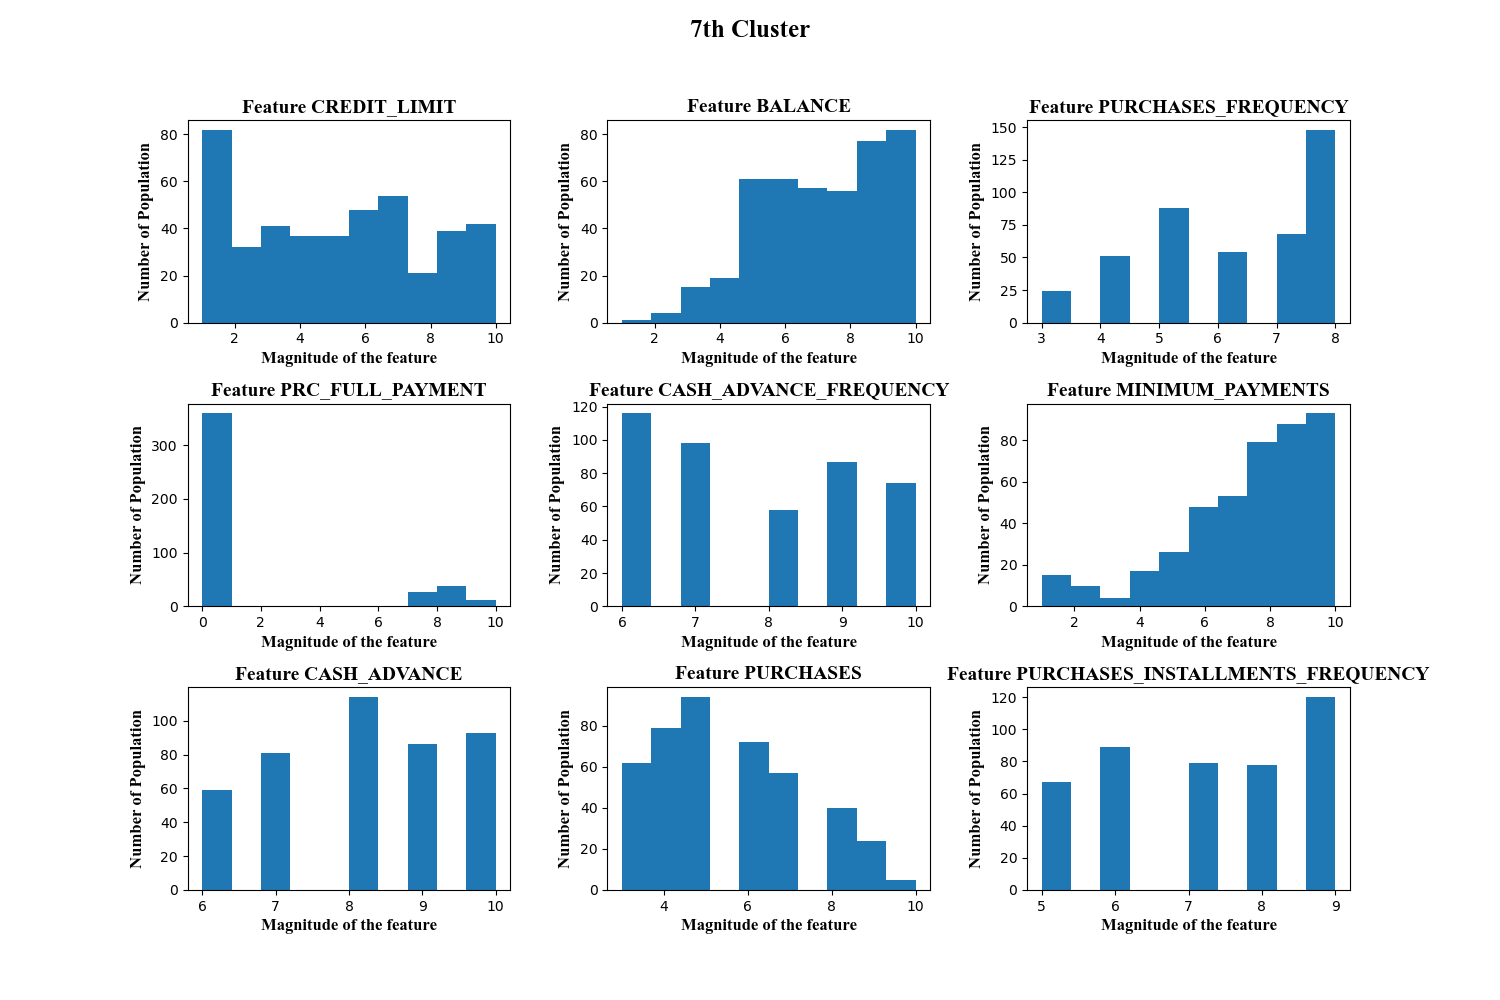 7th Cluster
Feature CREDIT_LIMIT
Number of Population
80
60
40
20
0
2 4 6 8 10
Magnitude of the feature
Feature BALANCE
Number of Population
80
60
40
20
0
2 4 6 8 10
Magnitude of the feature
Feature PURCHASES_FREQUENCY
Number of Population
150
125
100
75
50
25
0
3 4 5 6 7 8
Magnitude of the feature
Feature PRC_FULL_PAYMENT
Number of Population
300
200
100
0
0 2 4 6 8 10
Magnitude of the feature
Feature CASH_ADVANCE_FREQUENCY
Number of Population
120
100
80
60
40
20
0
6 7 8 9 10
Magnitude of the feature
Feature MINIMUM_PAYMENTS
Number of Population
80
60
40
20
0
2 4 6 8 10
Magnitude of the feature
Feature CASH_ADVANCE
Number of Population
100
80
60
40
20
0
6 7 8 9 10
Magnitude of the feature
Feature PURCHASES
Number of Population
80
60
40
20
0
4 6 8 10
Magnitude of the feature
Feature PURCHASES_INSTALLMENTS_FREQUENCY
Number of Population
120
100
80
60
40
20
0
5 6 7 8 9
Magnitude of the feature